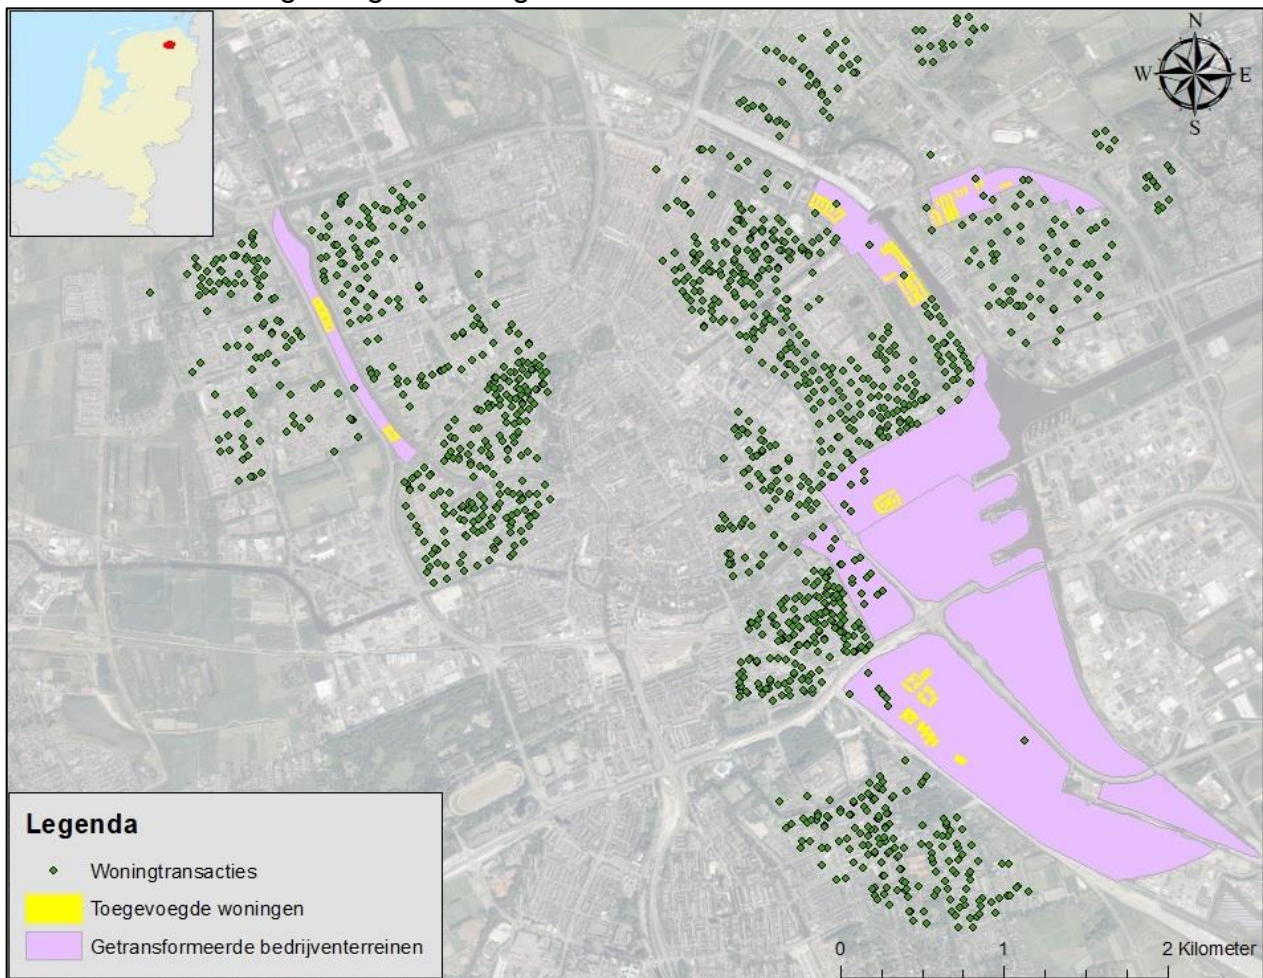 N
W E
S
Legenda
Woningtransacties
Toegevoegde woningen
Getransformeerde bedrijventerreinen
0 1 2 Kilometer